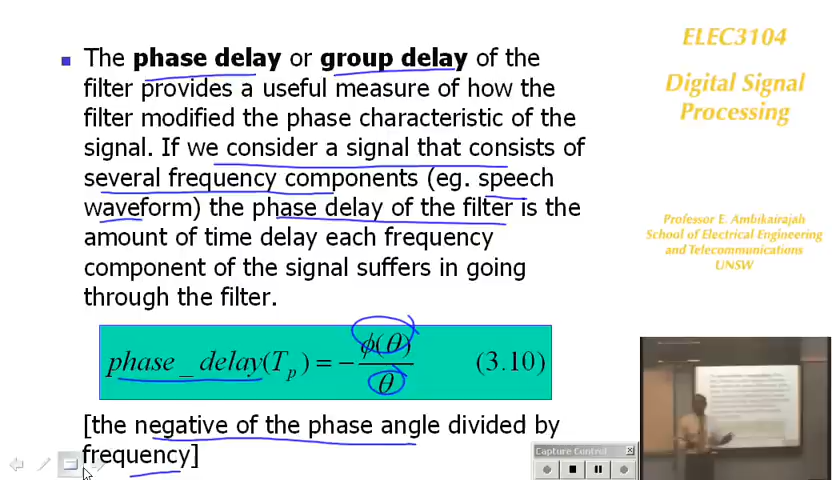 The phase delay or group delay of the
filter provides a useful measure of how the
filter modified the phase characteristic of the
signal. If we consider a signal that consists of
several frequency components (eg. speech
waveform) the phase delay of the filter is the
amount of time delay each frequency
component of the signal suffers in going
through the filter.
phase_delay(Tp) = −ϕ(θ)/θ (3.10)
[the negative of the phase angle divided by
frequency]
ELEC3104
Digital Signal
Processing
Professor E. Ambikairajah
School of Electrical Engineering
and Telecommunications
UNSW
Capture Control